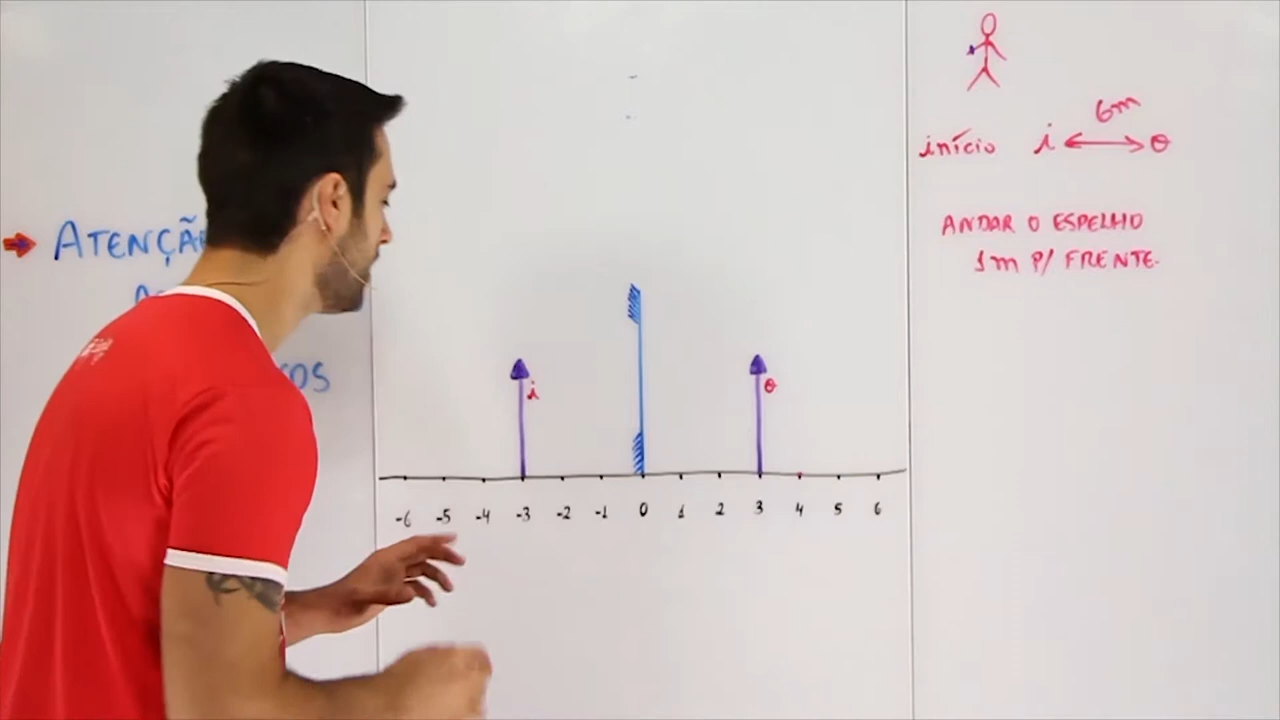 ATENÇÃ
OS
i
o
-6 -5 -4 -3 -2 -1 0 1 2 3 4 5 6
6m
início i o
ANDAR O ESPELHO
1m P/ FRENTE.